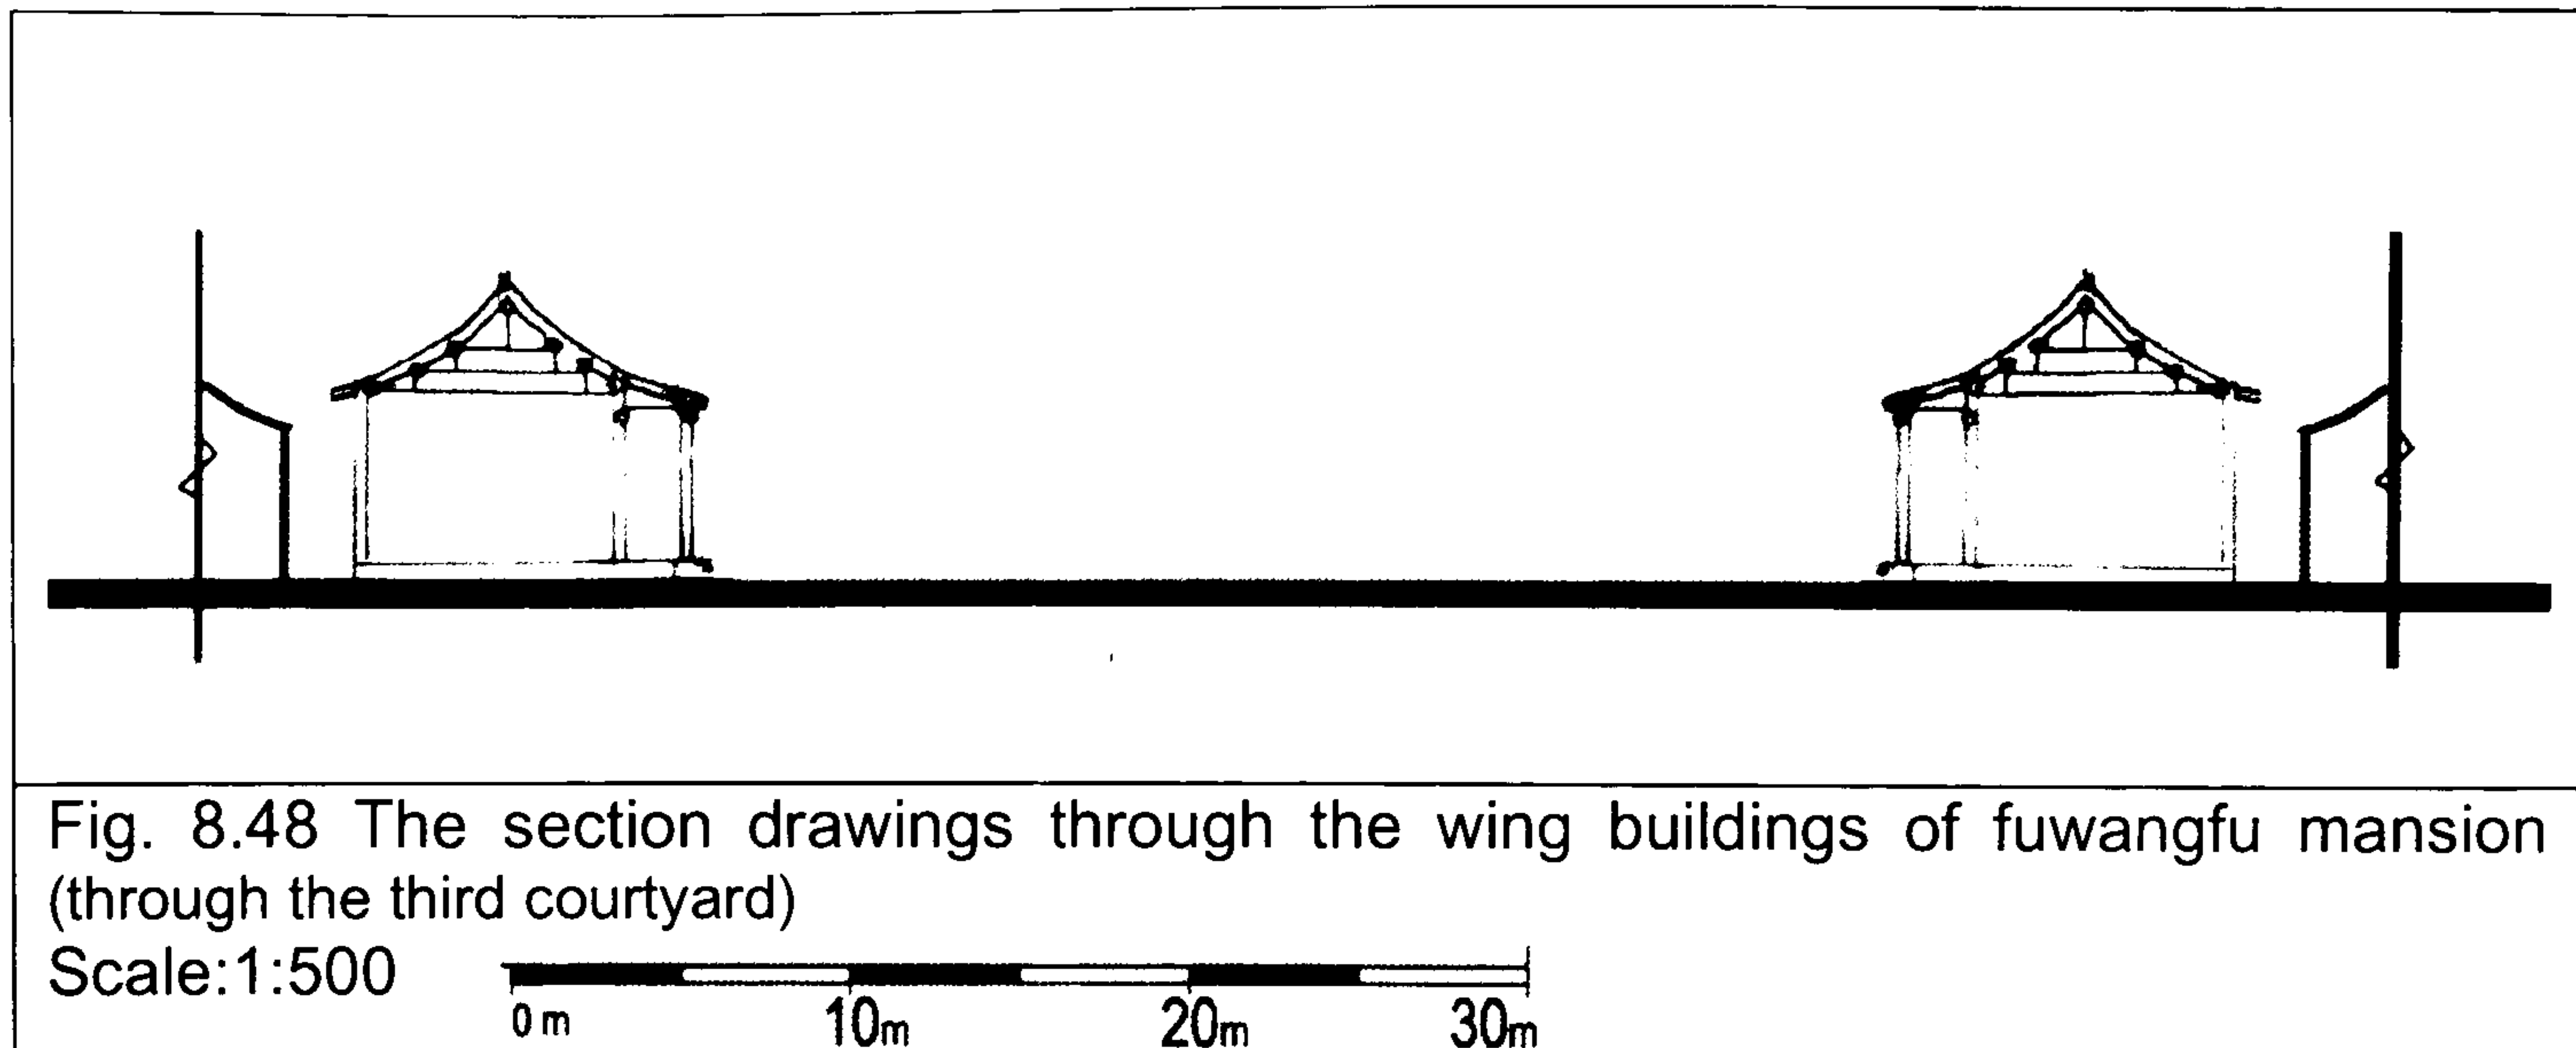 Fig. 8.48 The section drawings through the wing buildings of fuwangfu mansion
(through the third courtyard)
Scale:1:500
0 m 10m 20m 30m